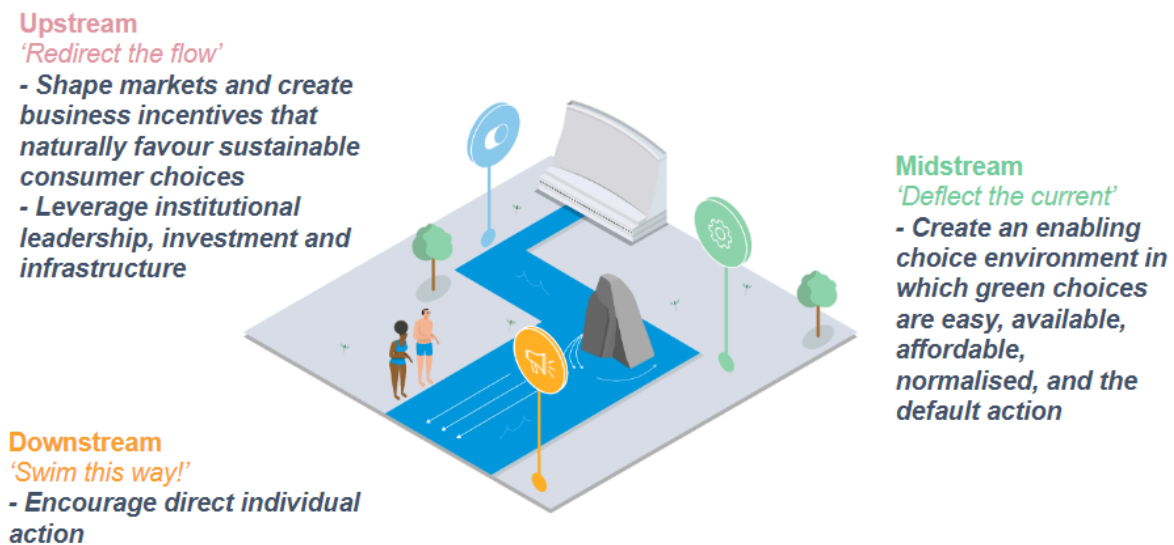 Upstream
‘Redirect the flow’
- Shape markets and create
business incentives that
naturally favour sustainable
consumer choices
- Leverage institutional
leadership, investment and
infrastructure
Midstream
‘Deflect the current’
- Create an enabling
choice environment in
which green choices
are easy, available,
affordable,
normalised, and the
default action
Downstream
‘Swim this way!’
- Encourage direct individual
action